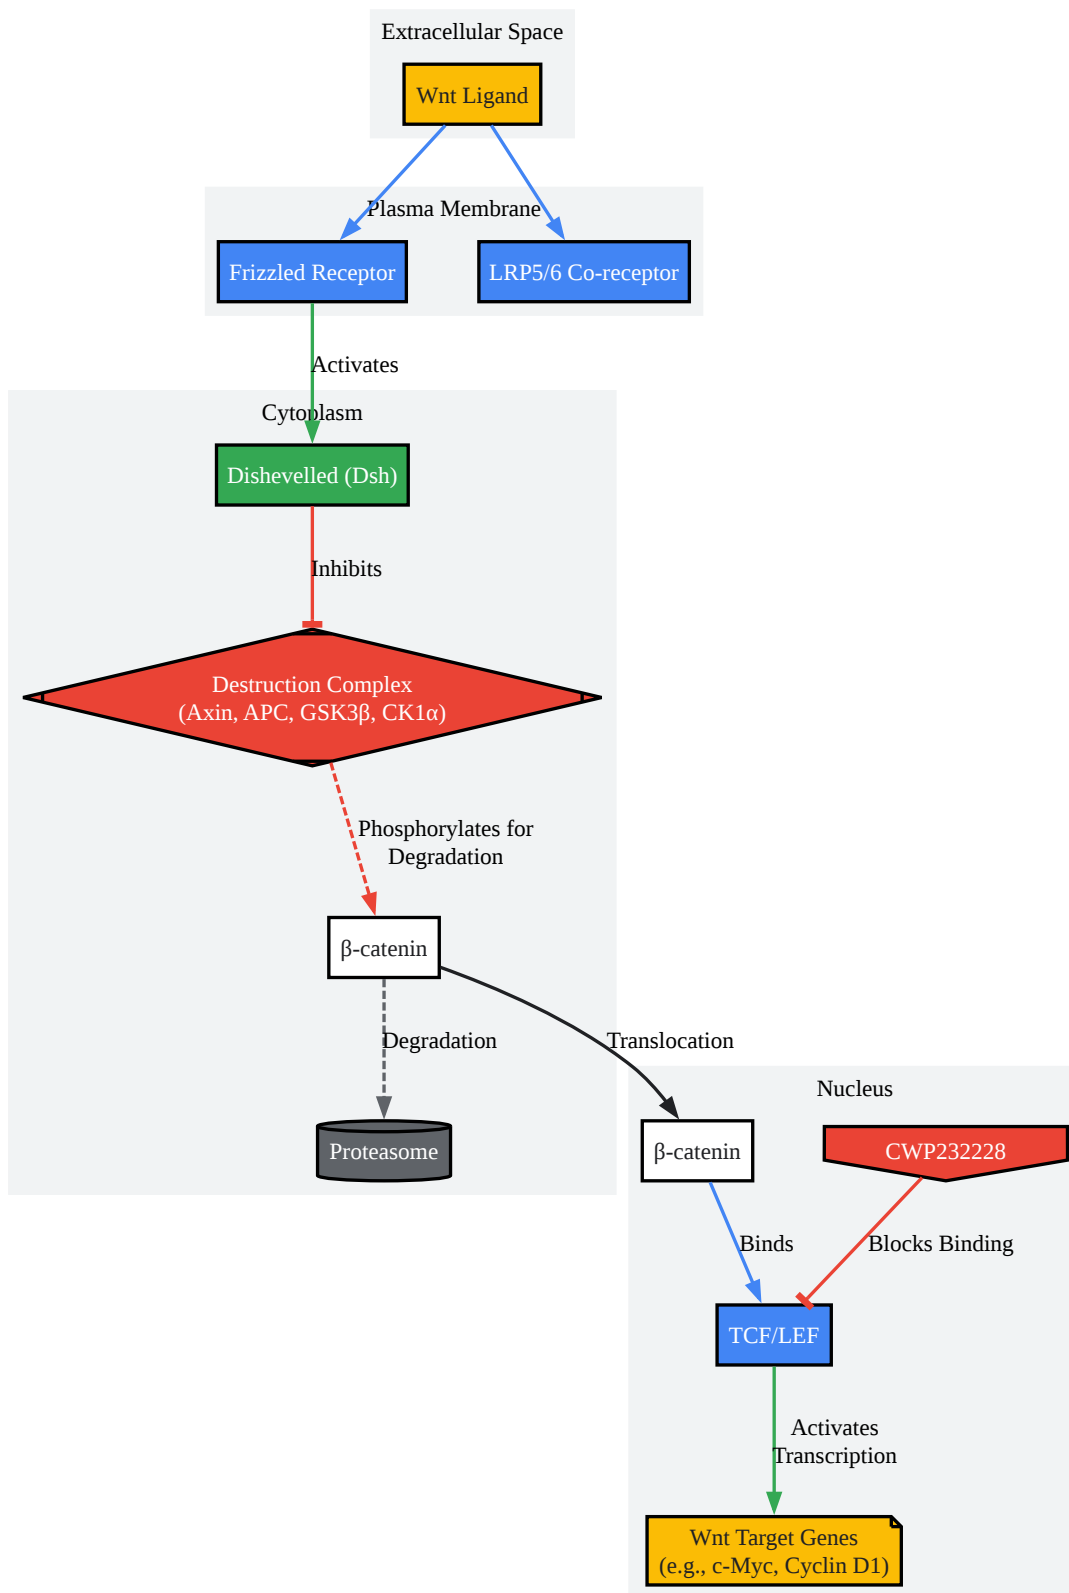 Extracellular Space
Wnt Ligand
Plasma Membrane
Frizzled Receptor
LRP5/6 Co-receptor
Activates
Cytoplasm
Dishevelled (Dsh)
Inhibits
Destruction Complex
(Axin, APC, GSK3β, CK1α)
Phosphorylates for
Degradation
β-catenin
Degradation
Translocation
Nucleus
Proteasome
β-catenin
CWP232228
Binds
Blocks Binding
TCF/LEF
Activates
Transcription
Wnt Target Genes
(e.g., c-Myc, Cyclin D1)